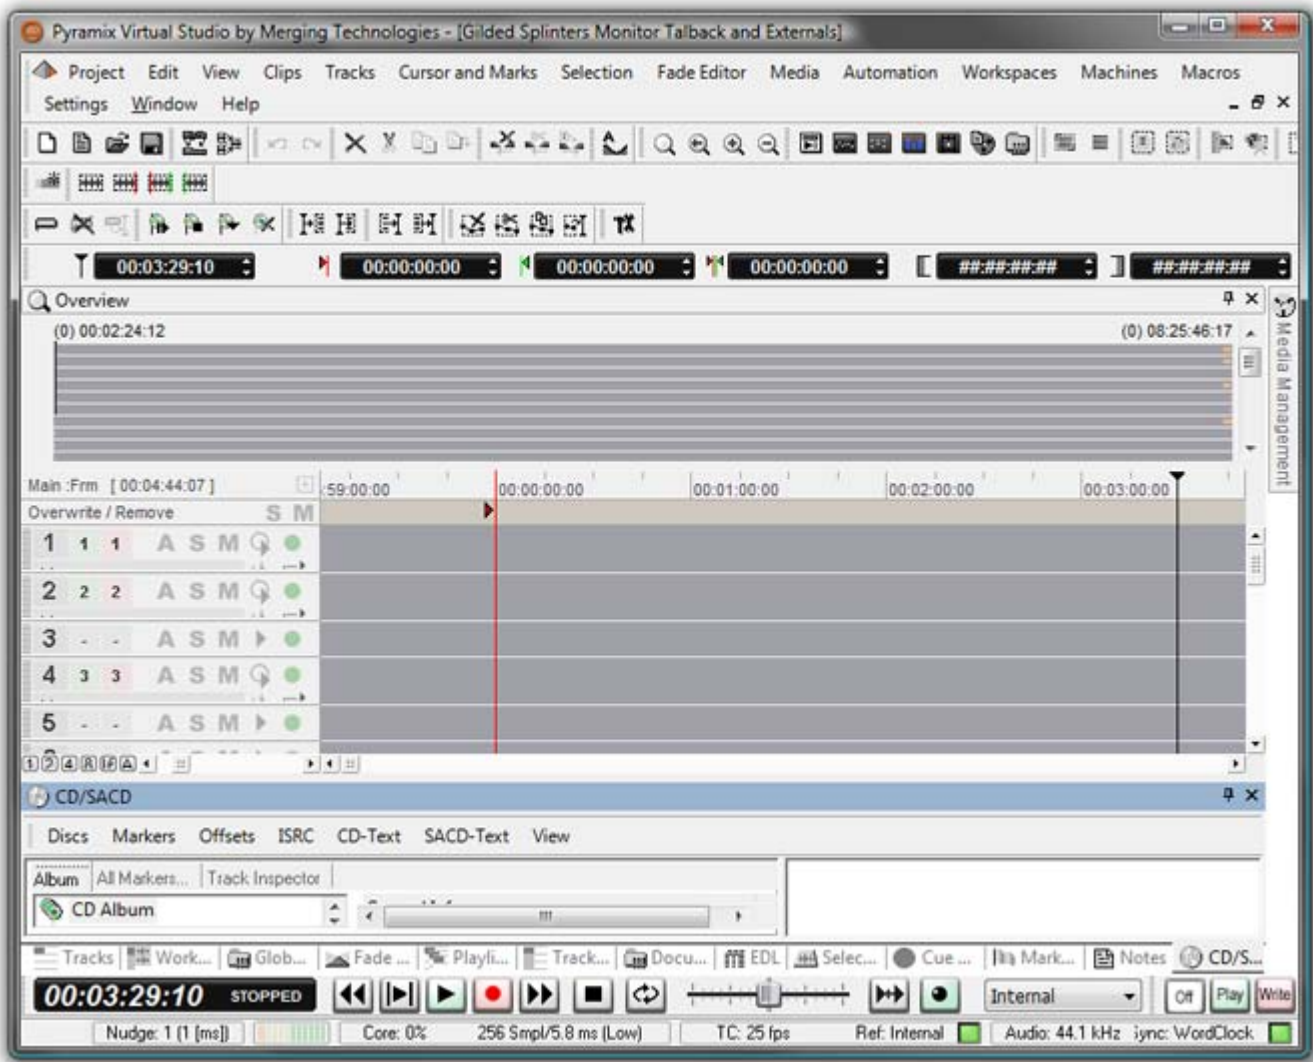 Pyramix Virtual Studio by Merging Technologies - [Gilded Splinters Monitor Talback and Externals]
Project Edit View Clips Tracks Cursor and Marks Selection Fade Editor Media Automation Workspaces Machines Macros
Settings Window Help
00:03:29:10 00:00:00:00 00:00:00:00 00:00:00:00 ##:##:##:## ##:##:##:##
Overview
(0) 00:02:24:12 (0) 08:25:46:17
Media Management
Main :Frm [ 00:04:44:07 ] :59:00:00 00:00:00:00 00:01:00:00 00:02:00:00 00:03:00:00
Overwrite / Remove S M
1 1 1 A S M
2 2 2 A S M
3 - - A S M
4 3 3 A S M
5 - - A S M
1 2 4 8 16 A
CD/SACD
Discs Markers Offsets ISRC CD-Text SACD-Text View
Album All Markers... Track Inspector
CD Album
Tracks Work... Glob... Fade ... Playli... Track... Docu... EDL Selec... Cue ... Mark... Notes CD/S...
00:03:29:10 STOPPED Internal Off Play Write
Nudge: 1 (1 [ms]) Core: 0% 256 Smpl/5.8 ms (Low) TC: 25 fps Ref: Internal Audio: 44.1 kHz Sync: WordClock